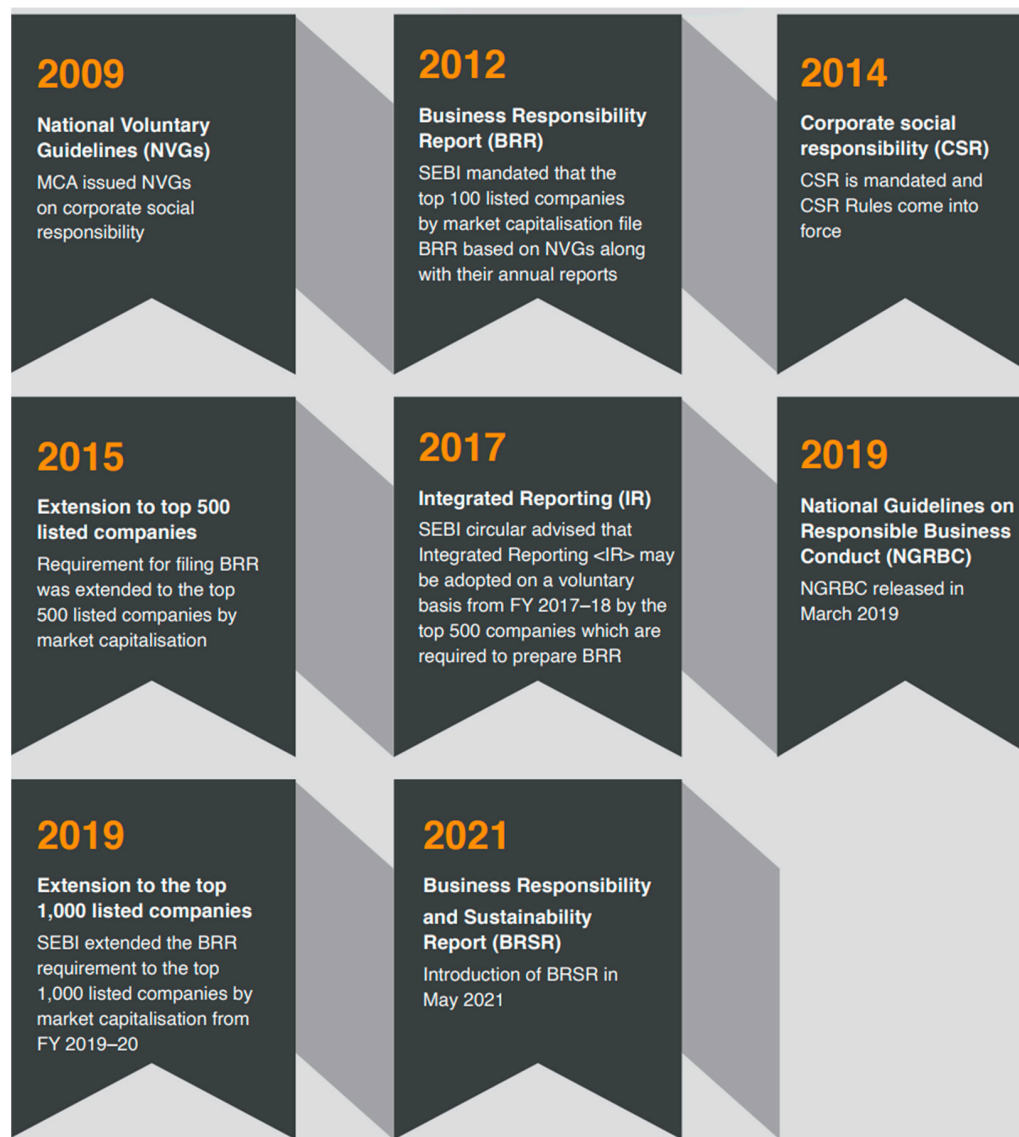 2009
National Voluntary
Guidelines (NVGs)
MCA issued NVGs
on corporate social
responsibility
2012
Business Responsibility
Report (BRR)
SEBI mandated that the
top 100 listed companies
by market capitalisation file
BRR based on NVGs along
with their annual reports
2014
Corporate social
responsibility (CSR)
CSR is mandated and
CSR Rules come into
force
2015
Extension to top 500
listed companies
Requirement for filing BRR
was extended to the top
500 listed companies by
market capitalisation
2017
Integrated Reporting (IR)
SEBI circular advised that
Integrated Reporting <IR> may
be adopted on a voluntary
basis from FY 2017–18 by the
top 500 companies which are
required to prepare BRR
2019
National Guidelines on
Responsible Business
Conduct (NGRBC)
NGRBC released in
March 2019
2019
Extension to the top
1,000 listed companies
SEBI extended the BRR
requirement to the top
1,000 listed companies by
market capitalisation from
FY 2019–20
2021
Business Responsibility
and Sustainability
Report (BRSR)
Introduction of BRSR in
May 2021